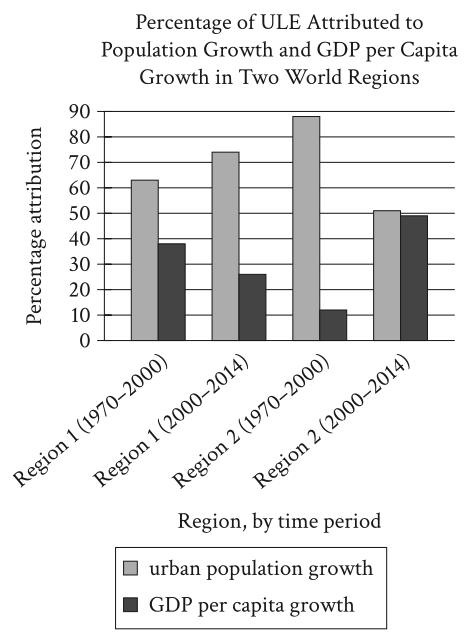 Percentage of ULE Attributed to
Population Growth and GDP per Capita
Growth in Two World Regions
Percentage attribution
90
80
70
60
50
40
30
20
10
0
Region 1 (1970–2000)
Region 1 (2000–2014)
Region 2 (1970–2000)
Region 2 (2000–2014)
Region, by time period
urban population growth
GDP per capita growth